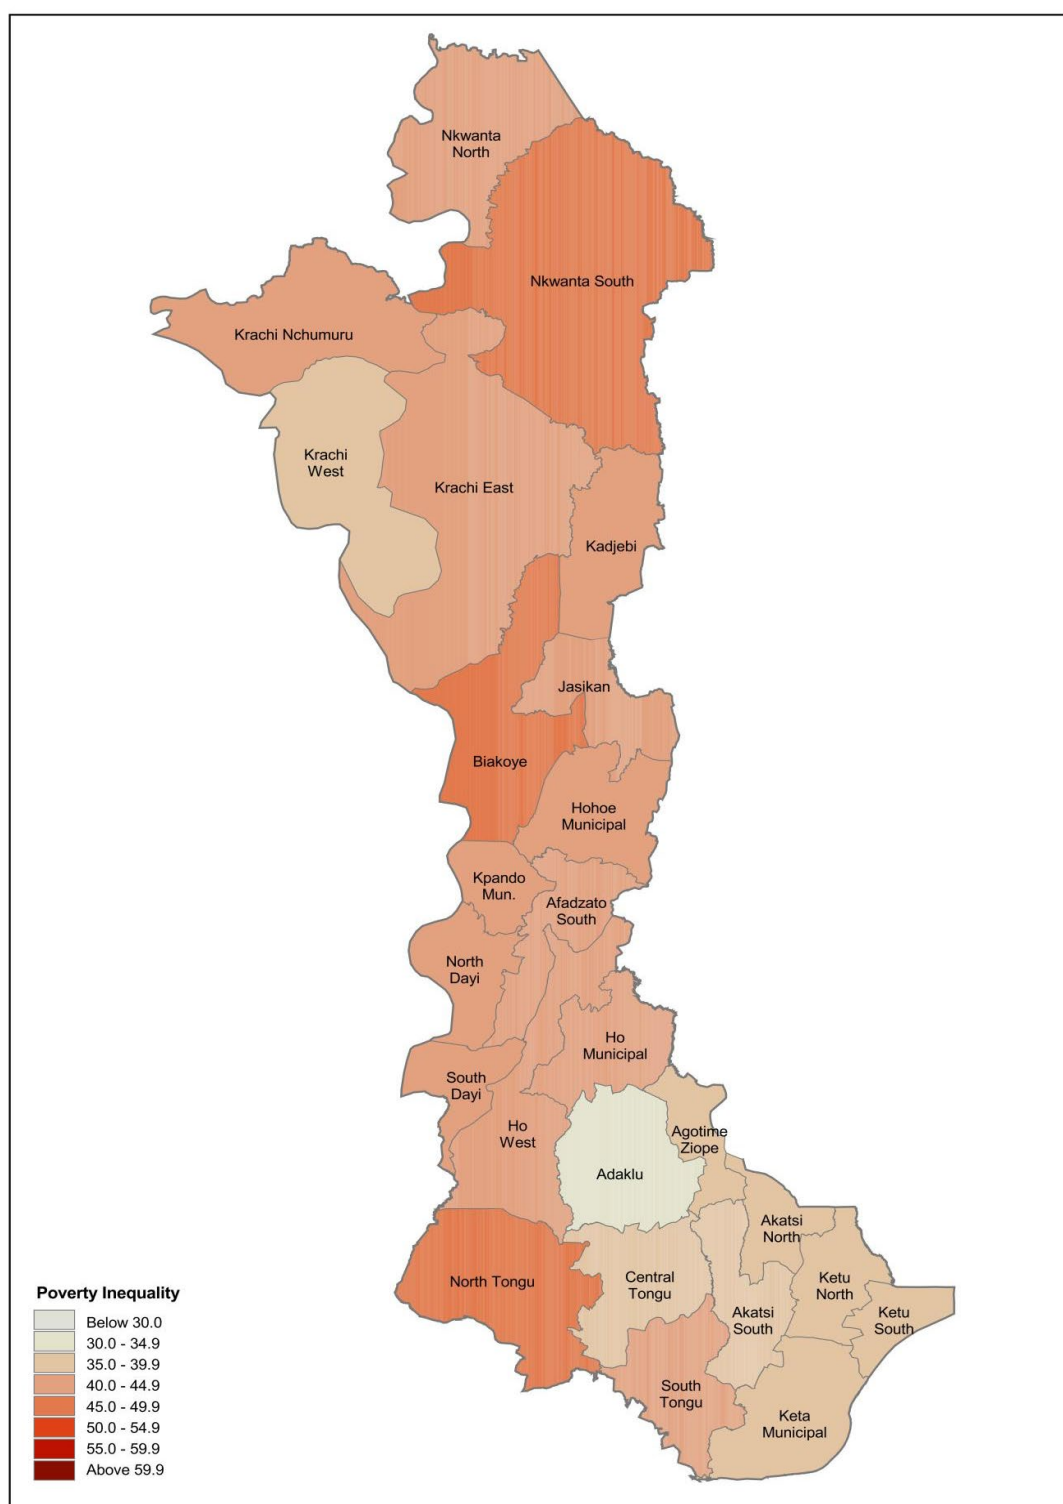 Nkwanta
North
Nkwanta South
Krachi Nchumuru
Krachi
West
Krachi East
Kadjebi
Jasikan
Biakoye
Hohoe
Municipal
Kpando
Mun.
Afadzato
South
North
Dayi
Ho
Municipal
South
Dayi
Ho
West
Agotime
Ziope
Adaklu
Akatsi
North
North Tongu
Central
Tongu
Ketu
North
Akatsi
South
Ketu
South
South
Tongu
Keta
Municipal
Poverty Inequality
Below 30.0
30.0 - 34.9
35.0 - 39.9
40.0 - 44.9
45.0 - 49.9
50.0 - 54.9
55.0 - 59.9
Above 59.9